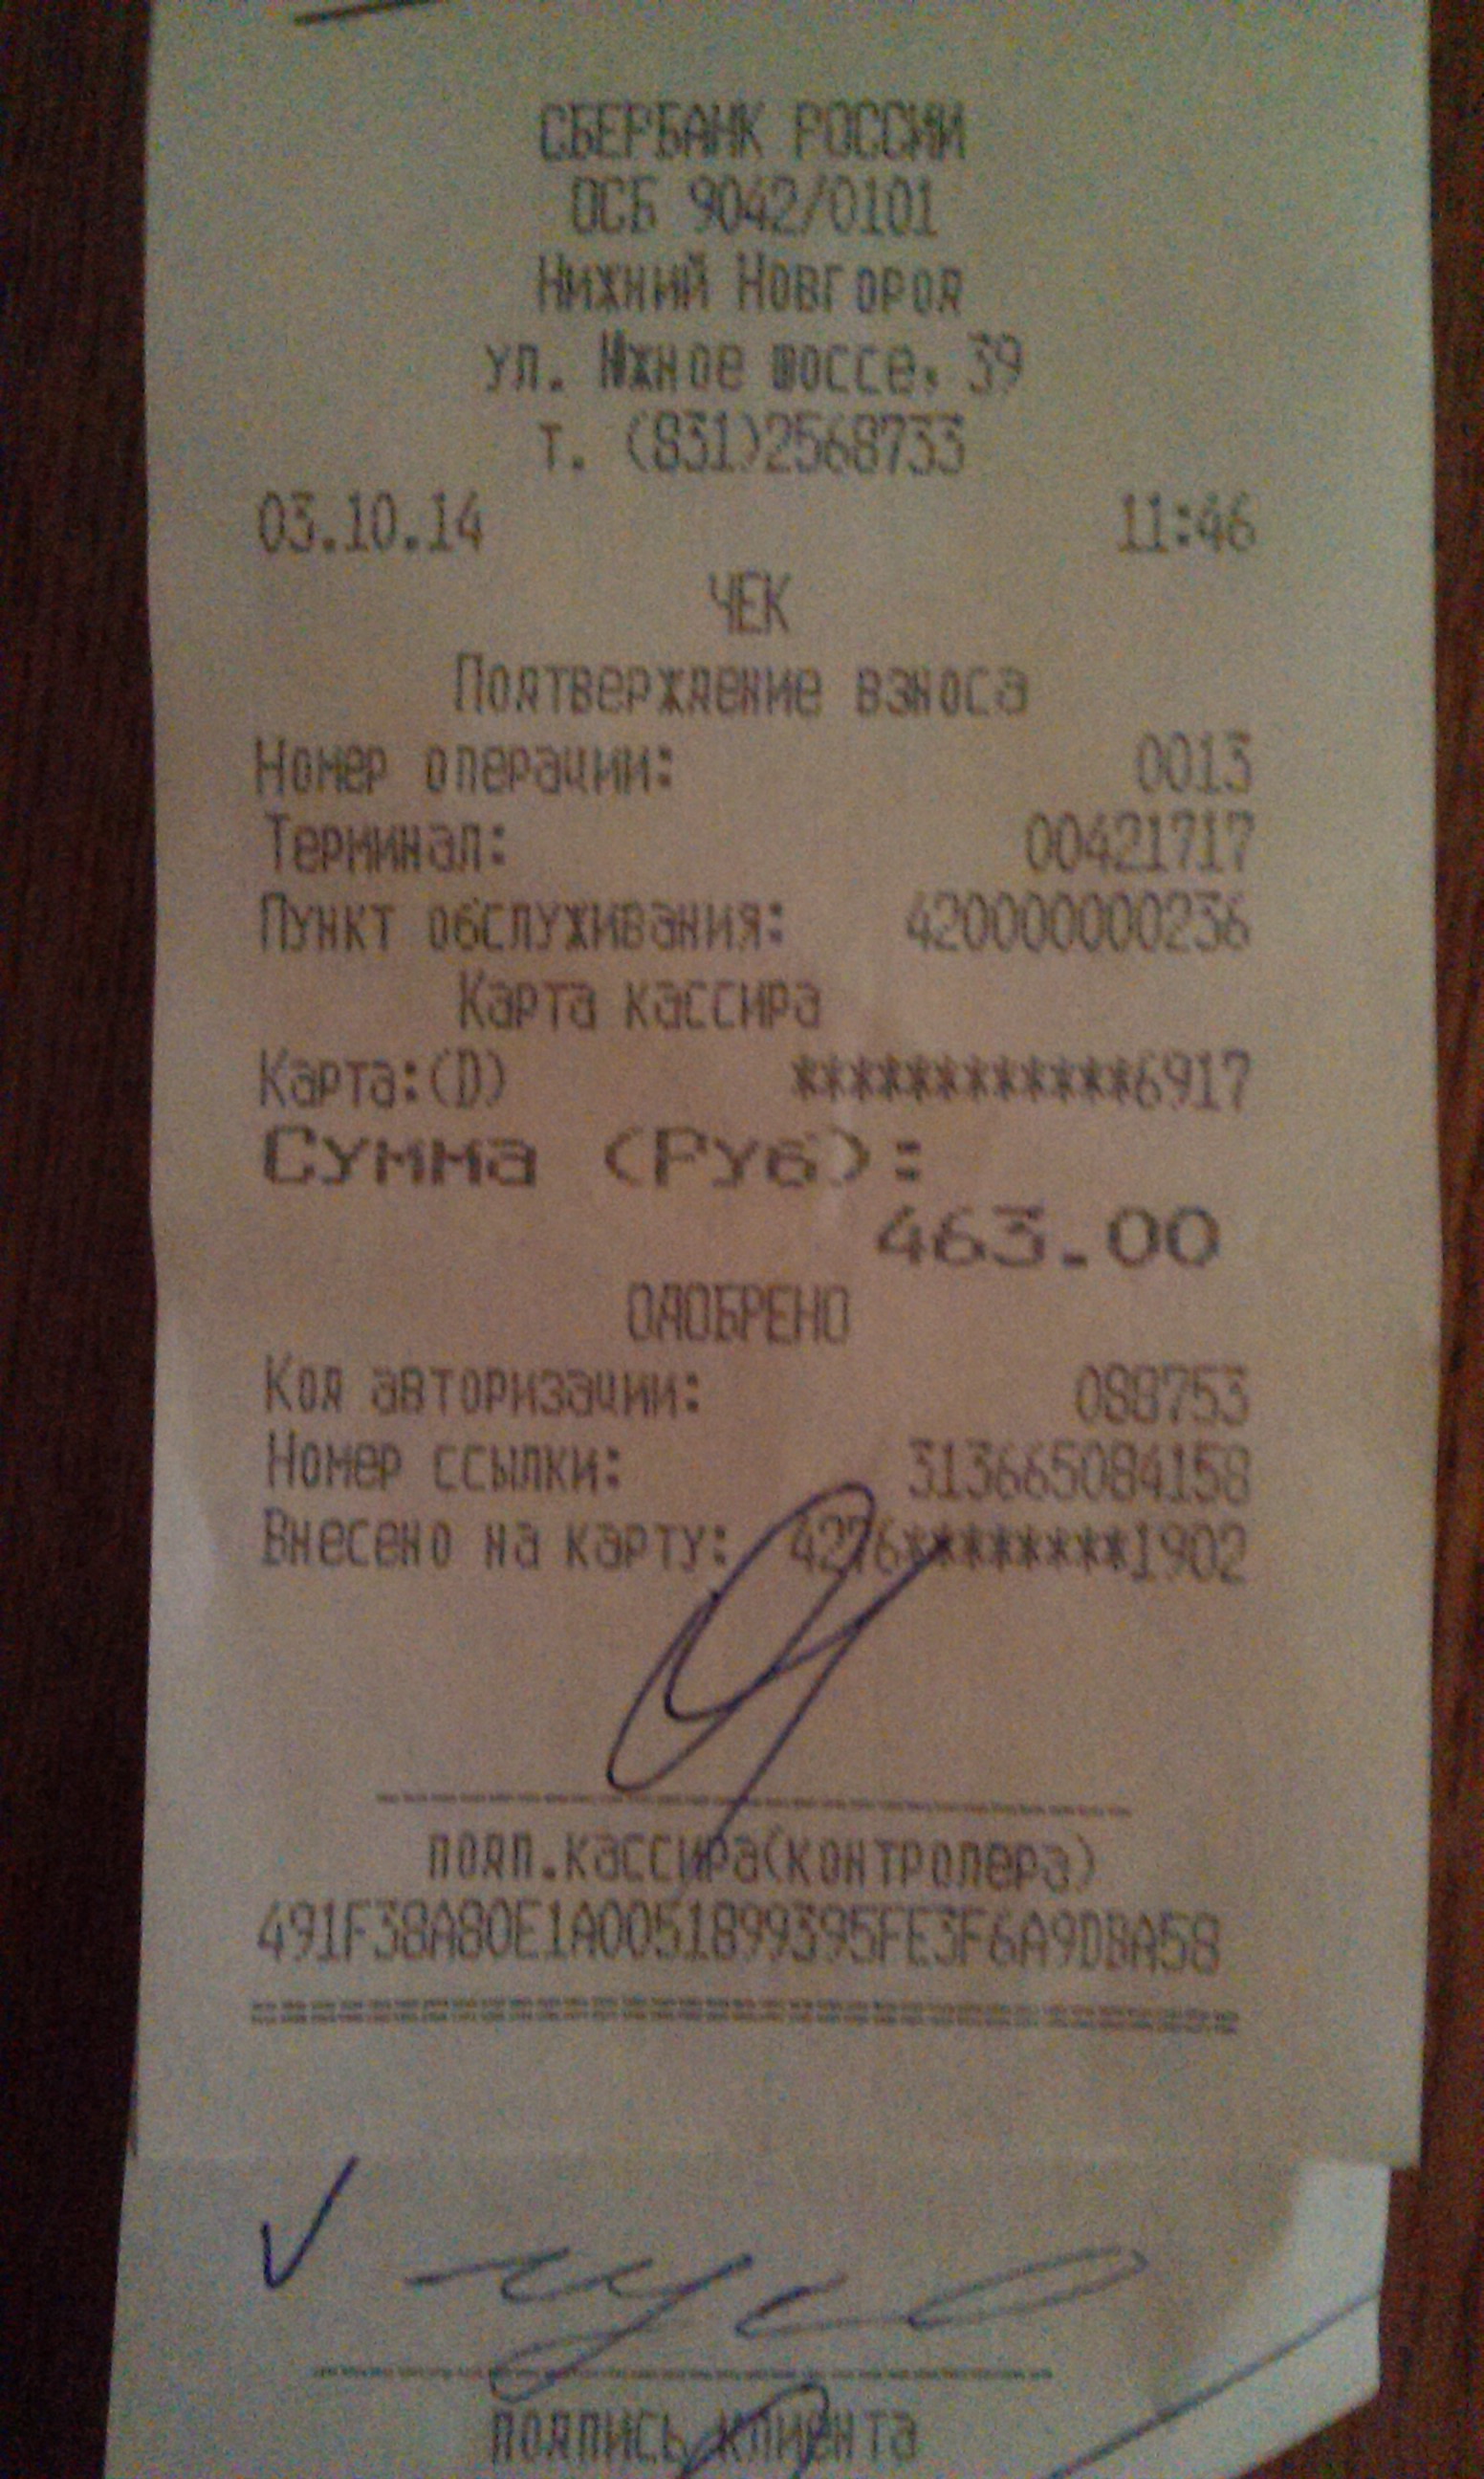 СБЕРБАНК РОССИИ
ОСБ 9042/0101
Нижний Новгород
ул. Южное шоссе, 39
т. (831)2568733
03.10.14 11:46
ЧЕК
Подтверждение взноса
Номер операции: 0013
Терминал: 00421717
Пункт обслуживания: 420000000236
Карта кассира
Карта:(D) ************6917
Сумма (Руб):
463.00
ОДОБРЕНО
Код авторизации: 088753
Номер ссылки: 313665084158
Внесено на карту: 4276********1902
подп.кассира(контролера)
491F38A80E1A0051899395FE3F6A9DBA58
подпись клиента